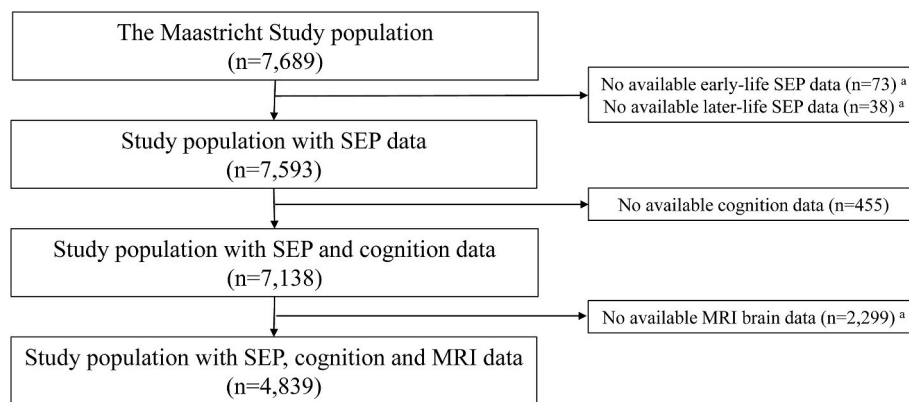 The Maastricht Study population
(n=7,689)
No available early-life SEP data (n=73) ᵃ
No available later-life SEP data (n=38) ᵃ
Study population with SEP data
(n=7,593)
No available cognition data (n=455)
Study population with SEP and cognition data
(n=7,138)
No available MRI brain data (n=2,299) ᵃ
Study population with SEP, cognition and MRI data
(n=4,839)